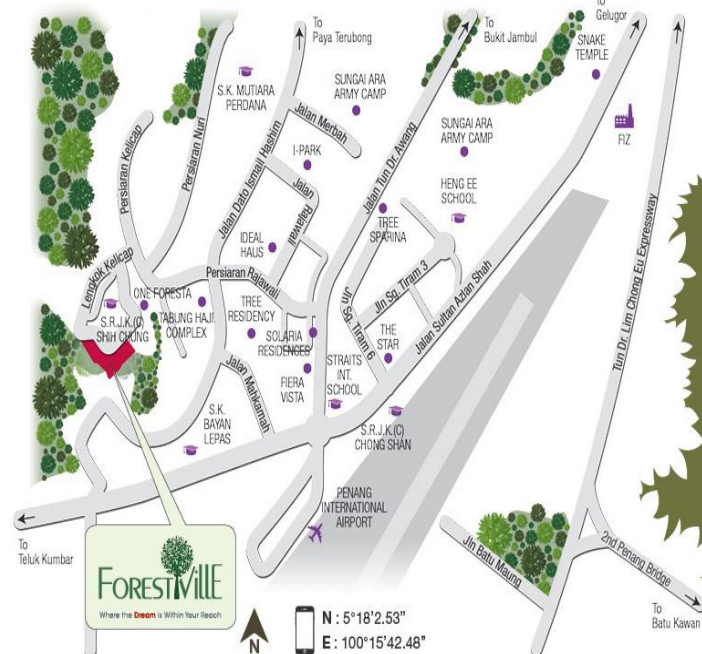 To
Paya Terubong
To
Bukit Jambul
To
Gelugor
SNAKE
TEMPLE
S.K. MUTIARA
PERDANA
SUNGAI ARA
ARMY CAMP
Jalan Merbah
SUNGAI ARA
ARMY CAMP
FIZ
Persiaran Kelicap
Persiaran Nuri
Jalan Dato Ismail Hashim
I-PARK
Jalan Rajawali
Jalan Tun Dr. Awang
HENG EE
SCHOOL
TREE
SPARINA
IDEAL
HAUS
Persiaran Rajawali
Lengkok Kelicap
ONE FORESTA
S.R.J.K.(C)
SHIH CHUNG
TABUNG HAJI
COMPLEX
TREE
RESIDENCY
SOLARIA
RESIDENCES
Jln Sg. Tiram 3
Jln Sg. Tiram 6
Jalan Sultan Azlan Shah
Tun Dr. Lim Chong Eu Expressway
THE
STAR
STRAITS
INT.
SCHOOL
FIERA
VISTA
Jalan Mahkamah
S.K.
BAYAN
LEPAS
S.R.J.K.(C)
CHONG SHAN
PENANG
INTERNATIONAL
AIRPORT
To
Teluk Kumbar
FORESTVILLE
Where the Dream is Within Your Reach
Jln Batu Maung
2nd Penang Bridge
To
Batu Kawan
N
N : 5°18'2.53"
E : 100°15'42.48"